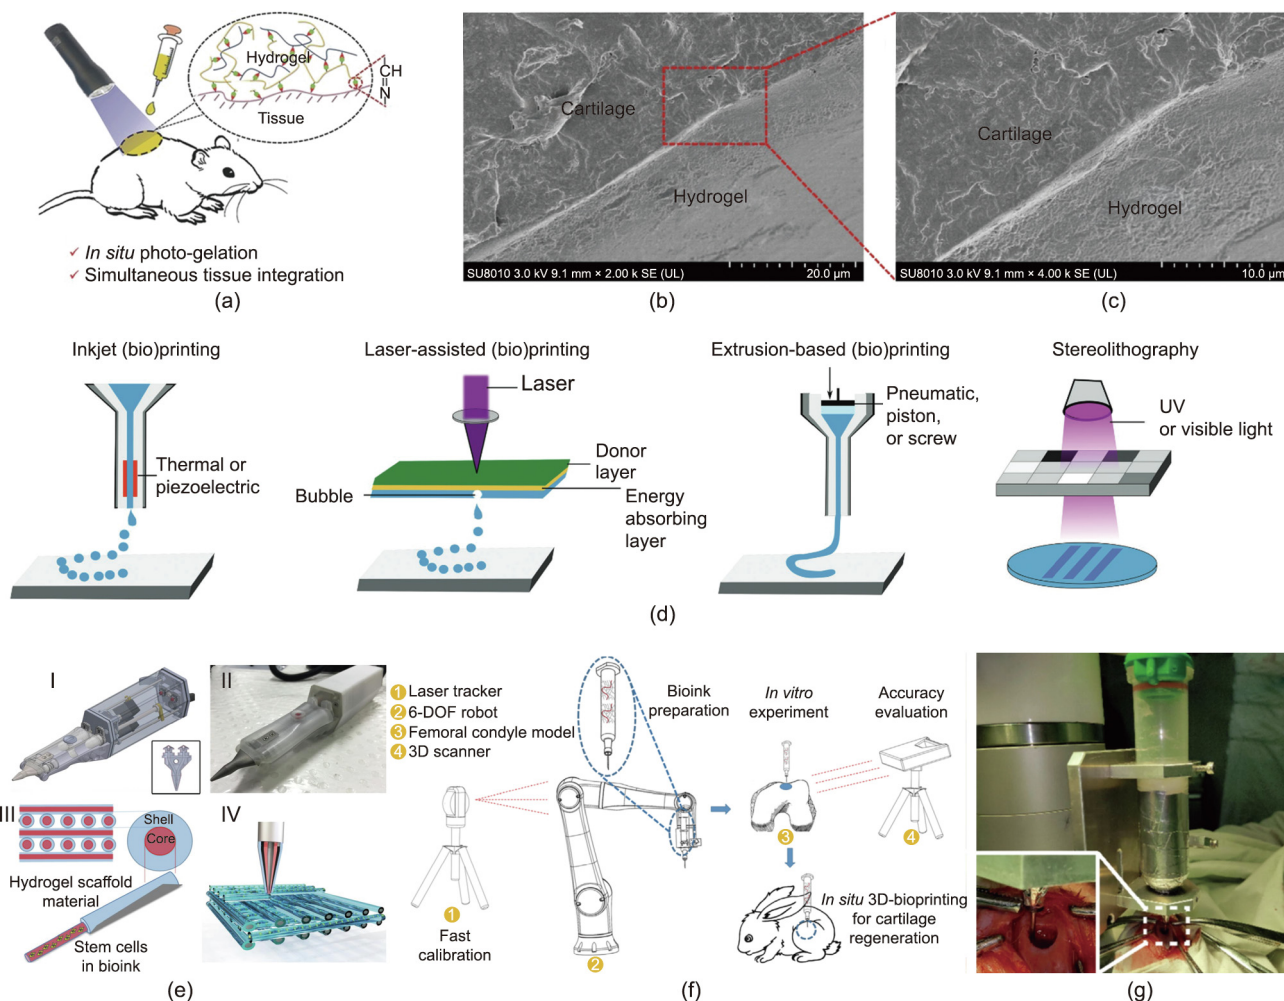 Hydrogel
CH
N
Tissue
✓ In situ photo-gelation
✓ Simultaneous tissue integration
(a)
Cartilage
Hydrogel
SU8010 3.0 kV 9.1 mm × 2.00 k SE (UL)
20.0 μm
(b)
Cartilage
Hydrogel
SU8010 3.0 kV 9.1 mm × 4.00 k SE (UL)
10.0 μm
(c)
Inkjet (bio)printing
Thermal or
piezoelectric
Laser-assisted (bio)printing
Laser
Donor
layer
Bubble
Energy
absorbing
layer
Extrusion-based (bio)printing
Pneumatic,
piston,
or screw
Stereolithography
UV
or visible light
(d)
I
II
III
Shell
Core
Hydrogel scaffold
material
Stem cells
in bioink
IV
(e)
1 Laser tracker
2 6-DOF robot
3 Femoral condyle model
4 3D scanner
Bioink
preparation
In vitro
experiment
Accuracy
evaluation
1
Fast
calibration
2
3
4
In situ 3D-bioprinting
for cartilage
regeneration
(f)
(g)